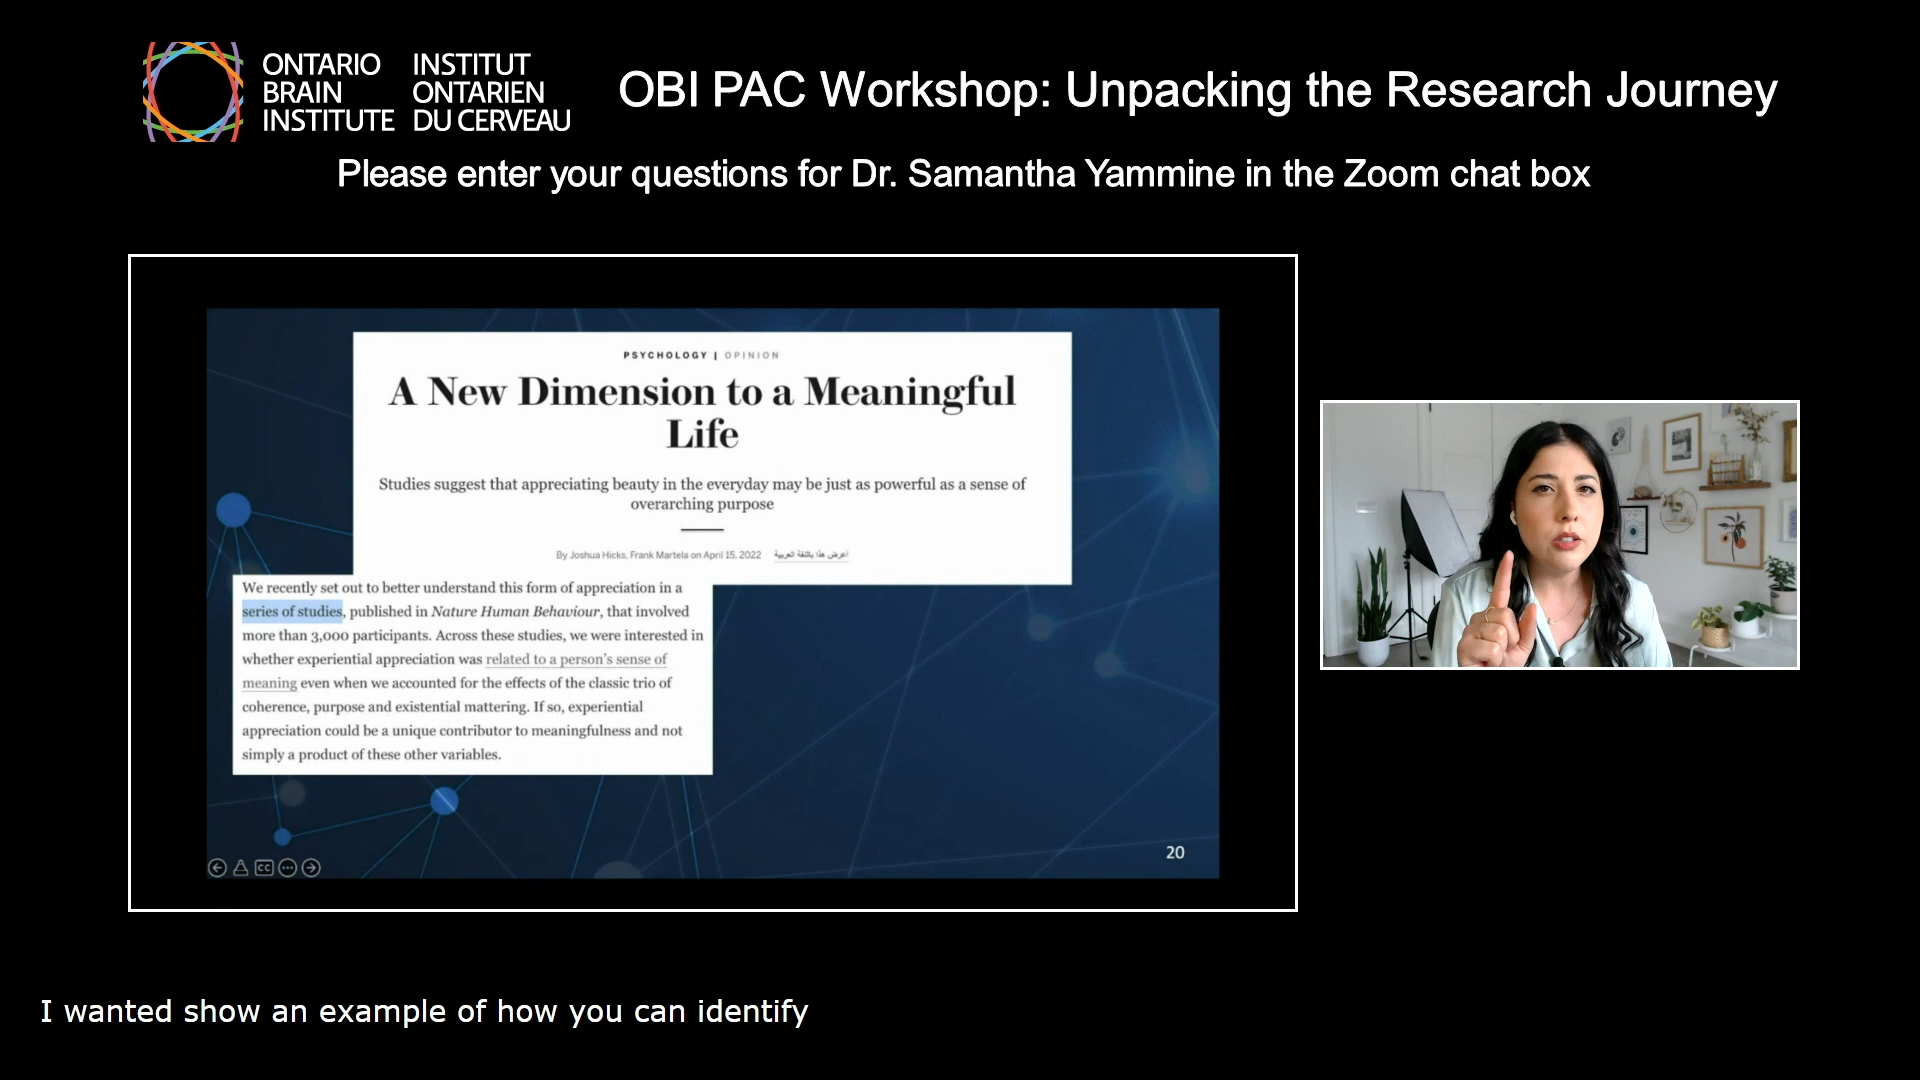 ONTARIO
BRAIN
INSTITUTE
INSTITUT
ONTARIEN
DU CERVEAU
OBI PAC Workshop: Unpacking the Research Journey
Please enter your questions for Dr. Samantha Yammine in the Zoom chat box
PSYCHOLOGY | OPINION
A New Dimension to a Meaningful
Life
Studies suggest that appreciating beauty in the everyday may be just as powerful as a sense of
overarching purpose
By Joshua Hicks, Frank Martela on April 15, 2022 اعرض هذا باللغة العربية
We recently set out to better understand this form of appreciation in a
series of studies, published in Nature Human Behaviour, that involved
more than 3,000 participants. Across these studies, we were interested in
whether experiential appreciation was related to a person's sense of
meaning even when we accounted for the effects of the classic trio of
coherence, purpose and existential mattering. If so, experiential
appreciation could be a unique contributor to meaningfulness and not
simply a product of these other variables.
CC
20
I wanted show an example of how you can identify